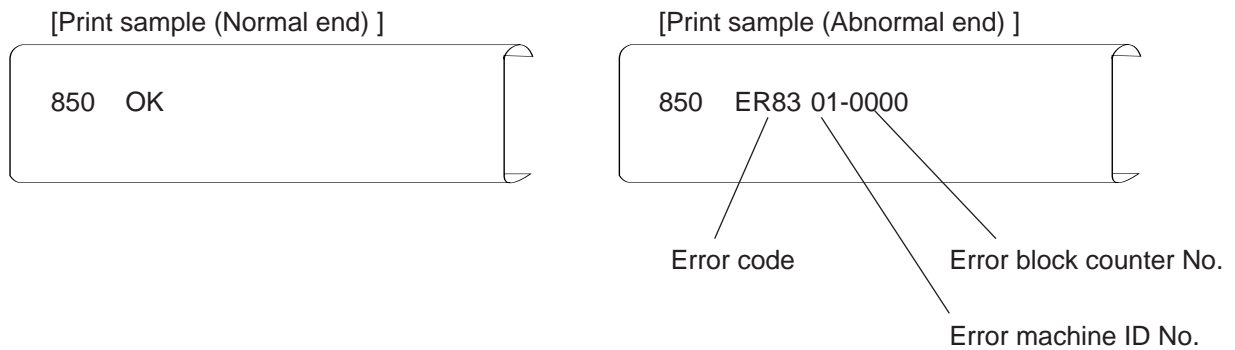 [Print sample (Normal end) ]
850 OK
[Print sample (Abnormal end) ]
850 ER83 01-0000
Error code
Error block counter No.
Error machine ID No.